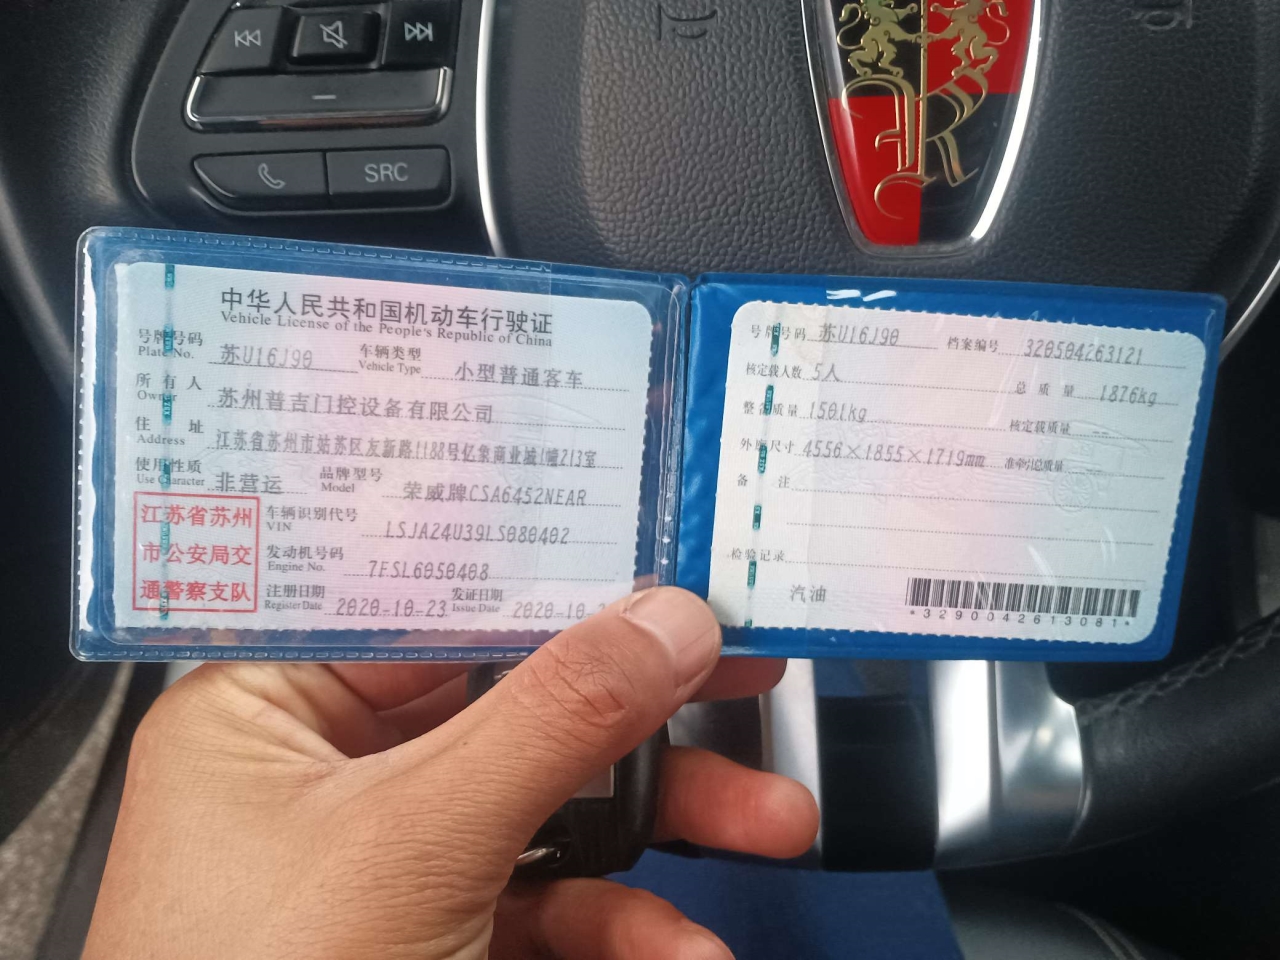 SRC
R
中华人民共和国机动车行驶证
Vehicle License of the People's Republic of China
号牌号码 苏U16J90 车辆类型 小型普通客车
Plate No. Vehicle Type
所有人 苏州普吉门控设备有限公司
Owner
住址 江苏省苏州市姑苏区友新路1188号亿象商业城1幢213室
Address
使用性质 非营运 品牌型号 荣威牌CSA6452NEAR
Use Character Model
江苏省苏州
市公安局交
通警察支队
车辆识别代号 LSJA24U39LS080402
VIN
发动机号码 7FSL6050408
Engine No.
注册日期 2020-10-23 发证日期 2020-10-
Register Date Issue Date
号牌号码 苏U16J90 档案编号 320504263121
核定载人数 5人 总质量 1876kg
整备质量 1501kg 核定载质量 --
外廓尺寸 4556×1855×1719mm 准牵引总质量 --
备注
检验记录
汽油
*3290042613081*